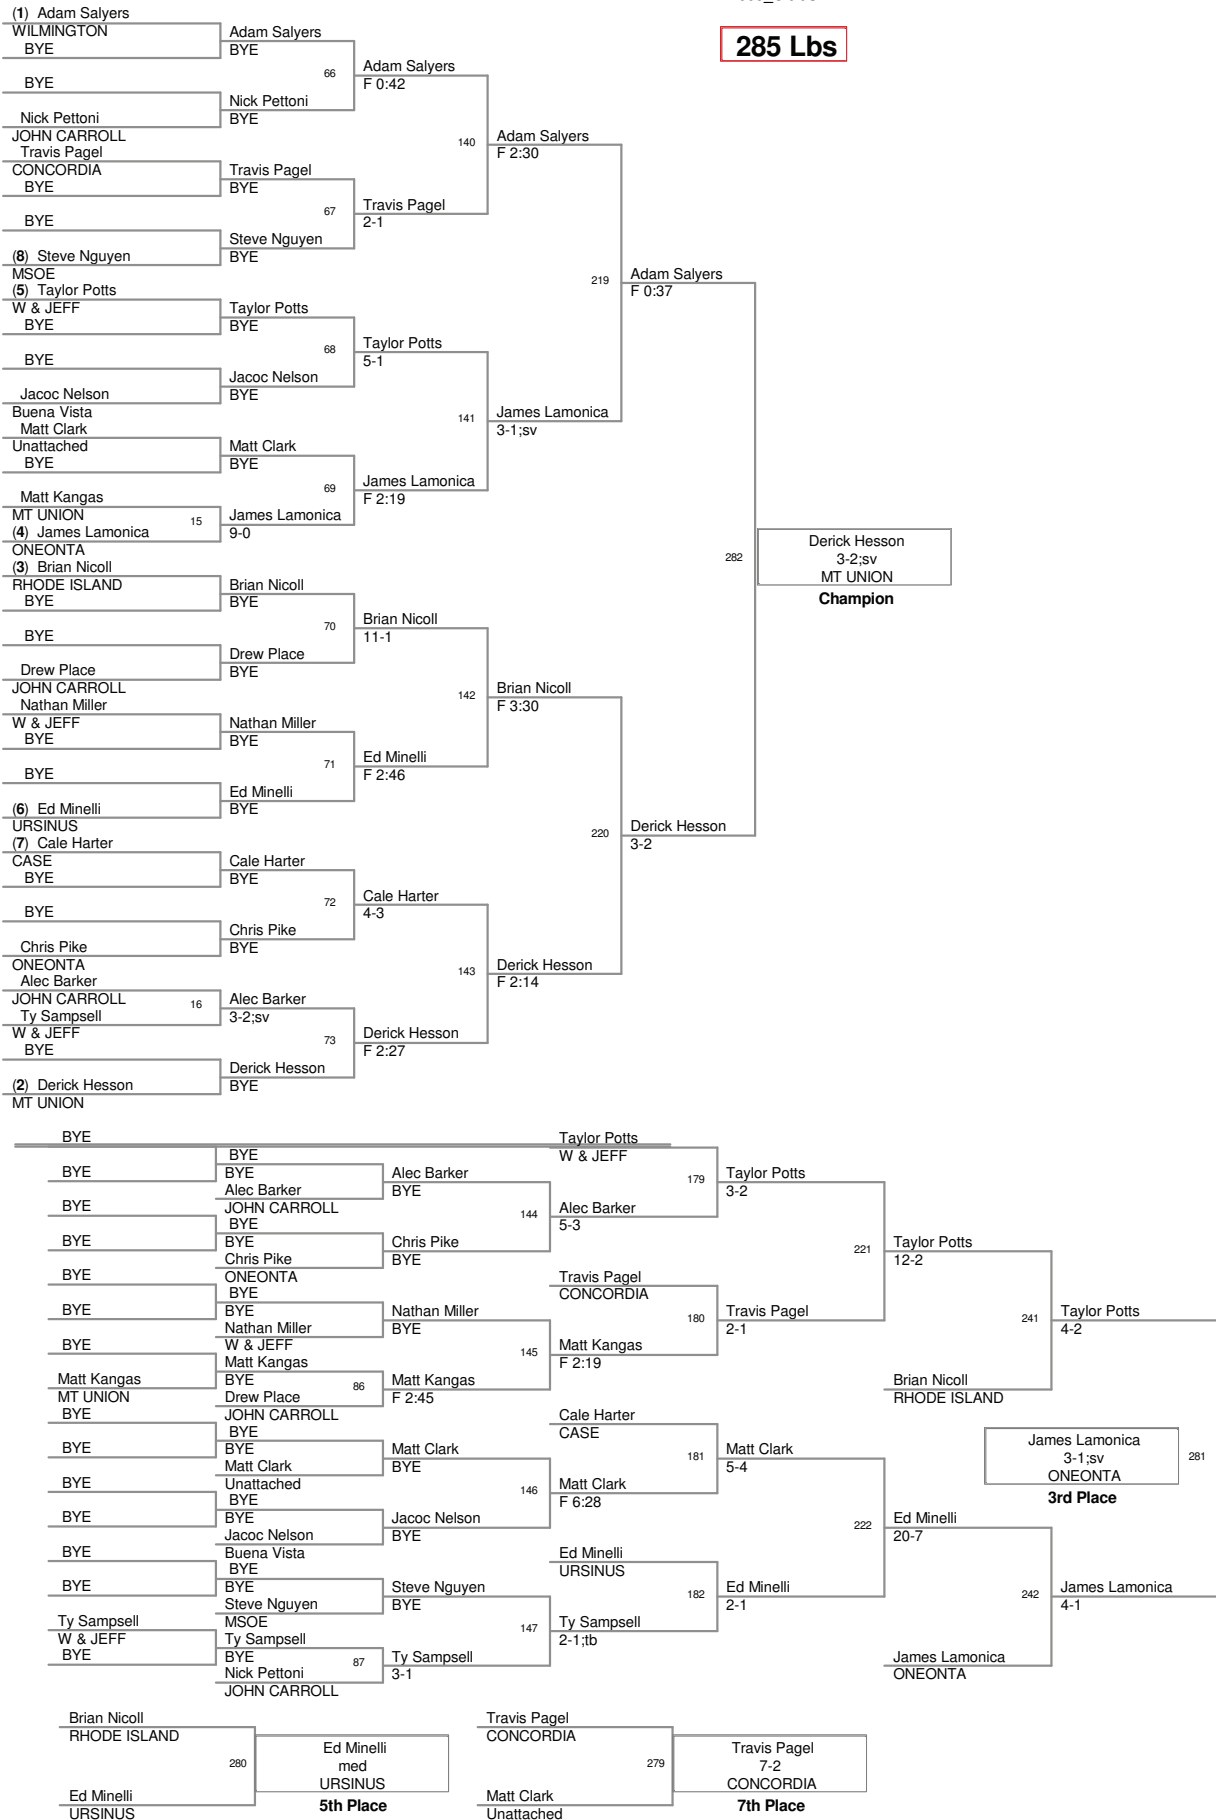 285 Lbs
(1) Adam Salyers
WILMINGTON
BYE
BYE
Nick Pettoni
JOHN CARROLL
Travis Pagel
CONCORDIA
BYE
BYE
(8) Steve Nguyen
MSOE
(5) Taylor Potts
W & JEFF
BYE
BYE
Jacoc Nelson
Buena Vista
Matt Clark
Unattached
BYE
Matt Kangas
MT UNION
15
(4) James Lamonica
ONEONTA
(3) Brian Nicoll
RHODE ISLAND
BYE
BYE
Drew Place
JOHN CARROLL
Nathan Miller
W & JEFF
BYE
BYE
(6) Ed Minelli
URSINUS
(7) Cale Harter
CASE
BYE
BYE
Chris Pike
ONEONTA
Alec Barker
JOHN CARROLL
16
Ty Sampsell
W & JEFF
BYE
(2) Derick Hesson
MT UNION
Adam Salyers
BYE
66
Nick Pettoni
BYE
Travis Pagel
BYE
67
Steve Nguyen
BYE
Taylor Potts
BYE
68
Jacoc Nelson
BYE
Matt Clark
BYE
69
James Lamonica
9-0
Brian Nicoll
BYE
70
Drew Place
BYE
Nathan Miller
BYE
71
Ed Minelli
BYE
Cale Harter
BYE
72
Chris Pike
BYE
Alec Barker
3-2;sv
73
Derick Hesson
BYE
Adam Salyers
F 0:42
140
Travis Pagel
2-1
Taylor Potts
5-1
141
James Lamonica
F 2:19
Brian Nicoll
11-1
142
Ed Minelli
F 2:46
Cale Harter
4-3
143
Derick Hesson
F 2:27
Adam Salyers
F 2:30
219
James Lamonica
3-1;sv
Brian Nicoll
F 3:30
220
Derick Hesson
F 2:14
Adam Salyers
F 0:37
282
Derick Hesson
3-2
Derick Hesson
3-2;sv
MT UNION
Champion
BYE
BYE
BYE
BYE
BYE
BYE
BYE
Matt Kangas
MT UNION
BYE
BYE
BYE
BYE
BYE
BYE
Ty Sampsell
W & JEFF
BYE
BYE
BYE
Alec Barker
JOHN CARROLL
BYE
BYE
Chris Pike
ONEONTA
BYE
BYE
Nathan Miller
W & JEFF
Matt Kangas
BYE
86
Drew Place
JOHN CARROLL
BYE
BYE
Matt Clark
Unattached
BYE
BYE
Jacoc Nelson
Buena Vista
BYE
BYE
Steve Nguyen
MSOE
Ty Sampsell
BYE
87
Nick Pettoni
JOHN CARROLL
Alec Barker
BYE
144
Chris Pike
BYE
Nathan Miller
BYE
145
Matt Kangas
F 2:45
Matt Clark
BYE
146
Jacoc Nelson
BYE
Steve Nguyen
BYE
147
Ty Sampsell
3-1
Taylor Potts
W & JEFF
179
Alec Barker
5-3
Travis Pagel
CONCORDIA
180
Matt Kangas
F 2:19
Cale Harter
CASE
181
Matt Clark
F 6:28
Ed Minelli
URSINUS
182
Ty Sampsell
2-1;tb
Taylor Potts
3-2
221
Travis Pagel
2-1
Matt Clark
5-4
222
Ed Minelli
2-1
Taylor Potts
12-2
241
Brian Nicoll
RHODE ISLAND
Ed Minelli
20-7
242
James Lamonica
ONEONTA
Taylor Potts
4-2
James Lamonica
3-1;sv
ONEONTA
281
3rd Place
James Lamonica
4-1
Brian Nicoll
RHODE ISLAND
280
Ed Minelli
URSINUS
Ed Minelli
med
URSINUS
5th Place
Travis Pagel
CONCORDIA
279
Matt Clark
Unattached
Travis Pagel
7-2
CONCORDIA
7th Place